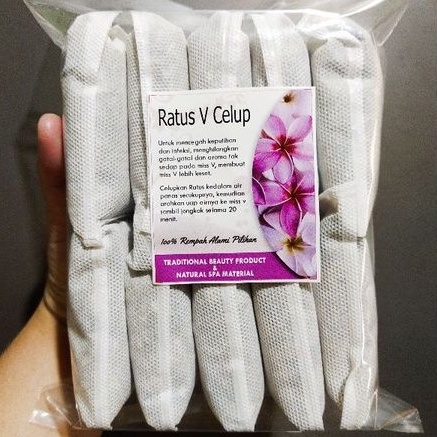 Ratus V Celup
Untuk mencegah keputihan
dan infeksi, menghilangkan
gatal-gatal dan aroma tak
sedap pada miss V, membuat
miss V lebih keset.
Celupkan Ratus kedalam air
panas secukupnya, kemudian
arahkan uap airnya ke miss v
sambil jongkok selama 20
menit.
100% Rempah Alami Pilihan
TRADITIONAL BEAUTY PRODUCT
&
NATURAL SPA MATERIAL